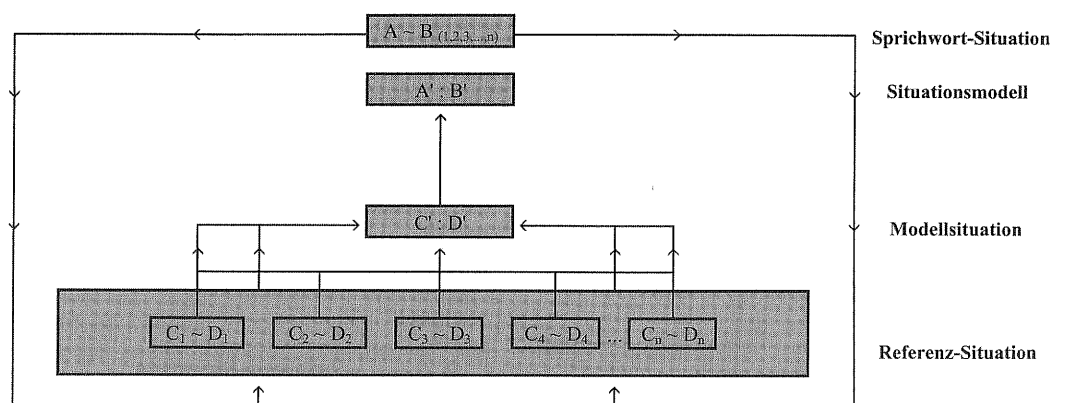 A ~ B (1,2,3,...,n)
Sprichwort-Situation
A' : B'
Situationsmodell
C' : D'
Modellsituation
C₁ ~ D₁ C₂ ~ D₂ C₃ ~ D₃ C₄ ~ D₄ ... Cₙ ~ Dₙ
Referenz-Situation